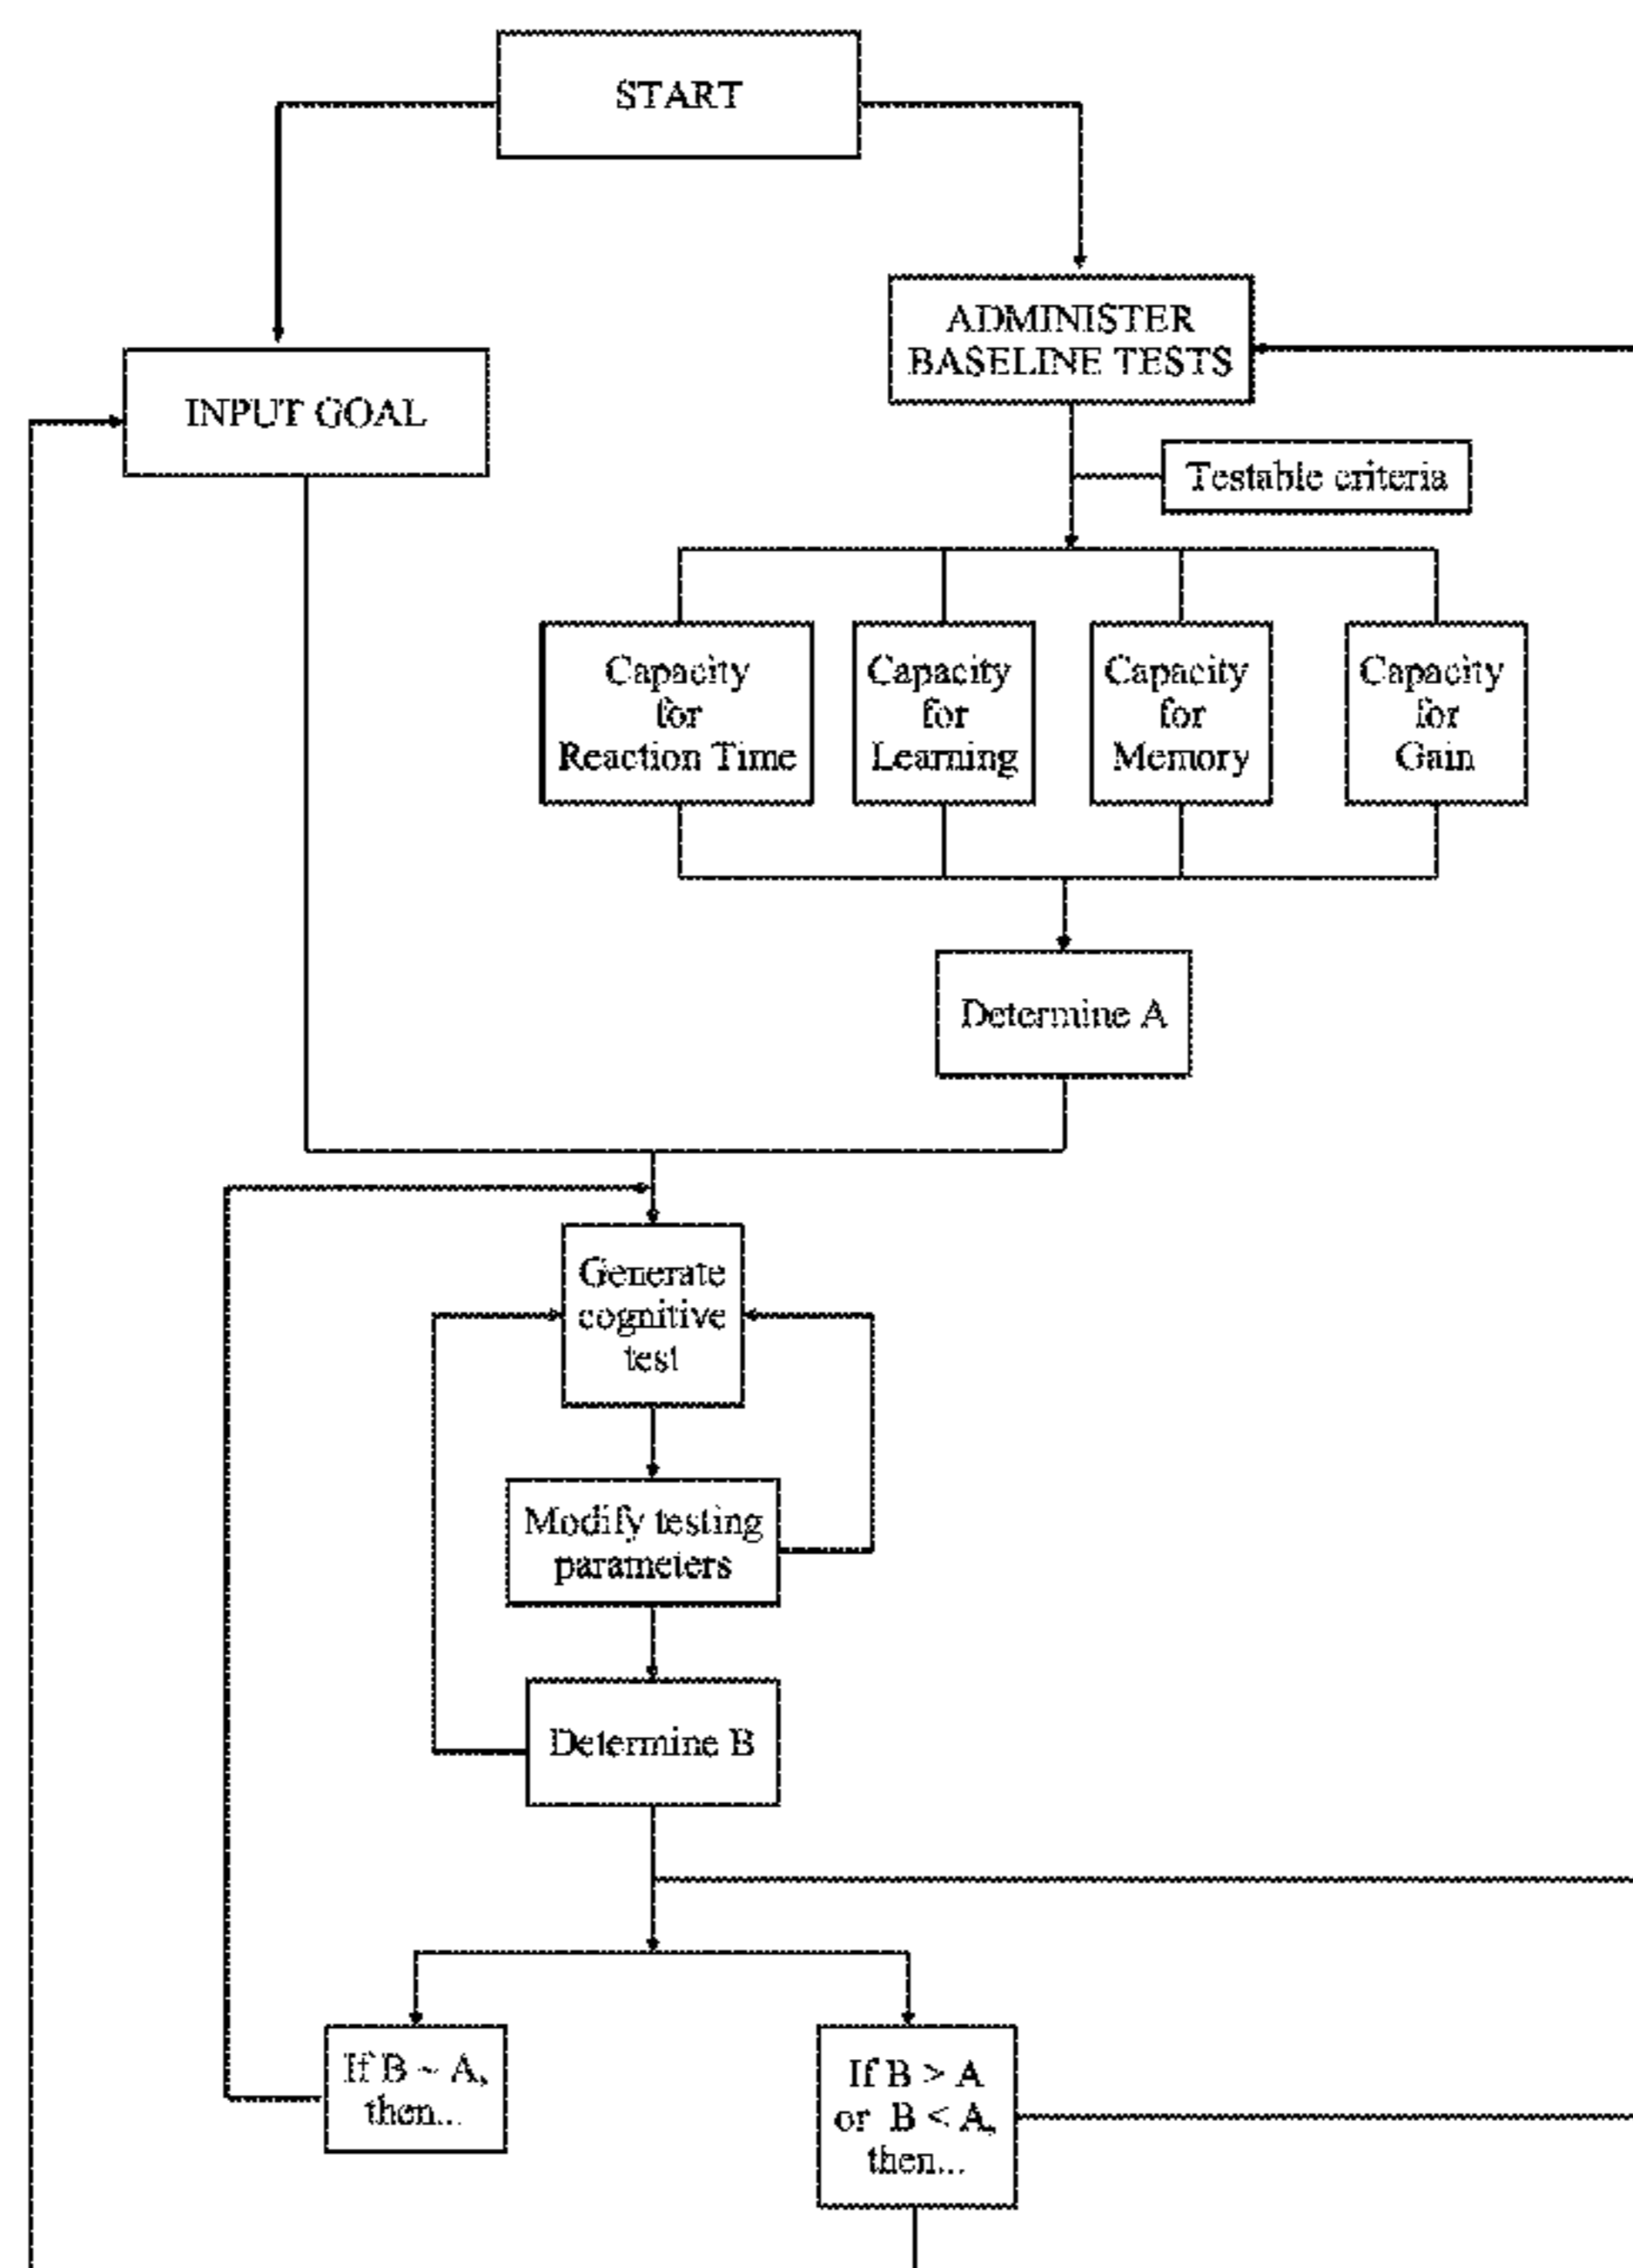 START
ADMINISTER
BASELINE TESTS
INPUT GOAL
Testable criteria
Capacity
for
Reaction Time
Capacity
for
Learning
Capacity
for
Memory
Capacity
for
Gain
Determine A
Generate
cognitive
test
Modify testing
parameters
Determine B
If B ~ A,
then...
If B > A
or B < A,
then...